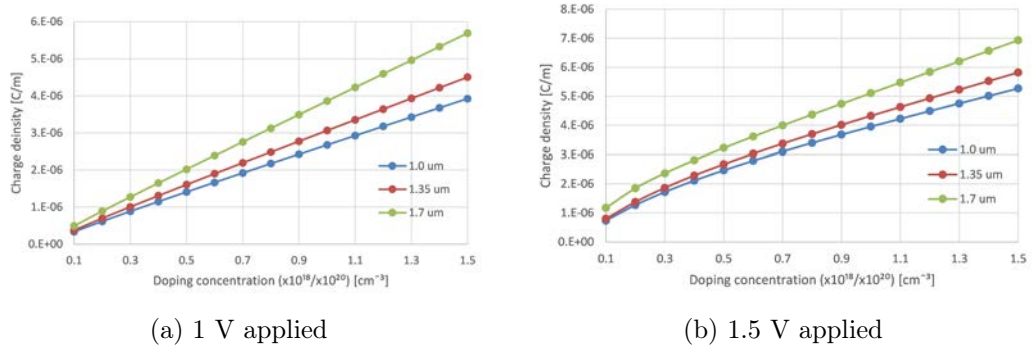 6.E-06
5.E-06
4.E-06
3.E-06
2.E-06
1.E-06
0.E+00
Charge deinsity [C/m]
0.1 0.3 0.5 0.7 0.9 1.1 1.3 1.5
Doping concentration (x10¹⁸/x10²⁰) [cm⁻³]
1.0 um
1.35 um
1.7 um
(a) 1 V applied
8.E-06
7.E-06
6.E-06
5.E-06
4.E-06
3.E-06
2.E-06
1.E-06
0.E+00
Charge density [C/m]
0.1 0.3 0.5 0.7 0.9 1.1 1.3 1.5
Doping concentration (x10¹⁸/x10²⁰) [cm⁻³]
1.0 um
1.35 um
1.7 um
(b) 1.5 V applied